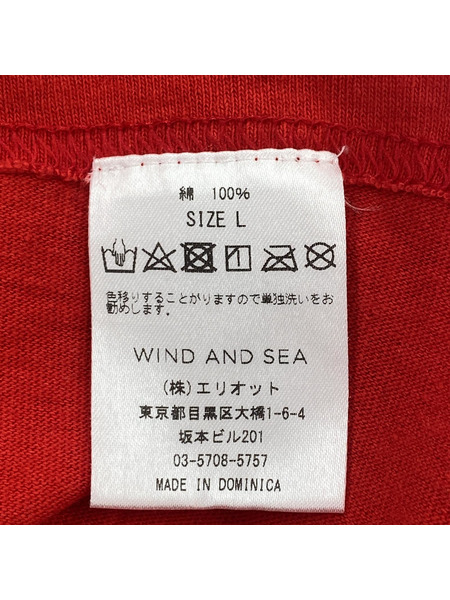 綿 100%
SIZE L
色移りすることがりますので単独洗いをお
勧めします。
WIND AND SEA
(株)エリオット
東京都目黒区大橋1-6-4
坂本ビル201
03-5708-5757
MADE IN DOMINICA